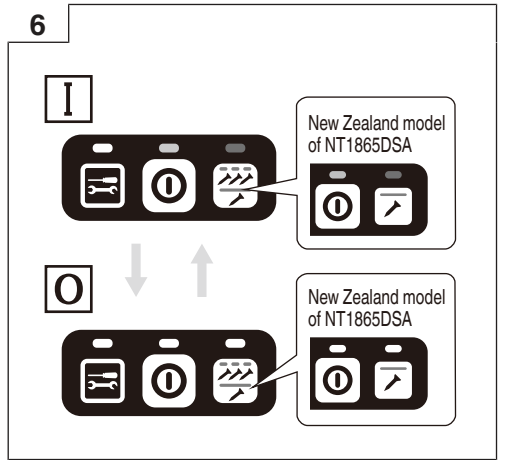 6
I
New Zealand model
of NT1865DSA
O
New Zealand model
of NT1865DSA